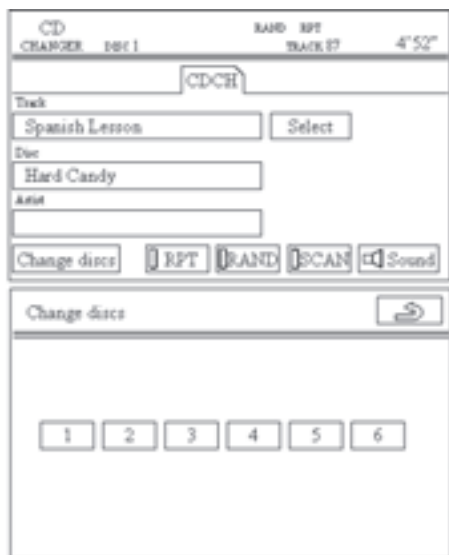 CD RAND RPT
CHANGER DISC 1 TRACK 07 4'52"
CDCH
Track
Spanish Lesson Select
Disc
Hard Candy
Artist
Change discs RPT RAND SCAN Sound
Change discs
1 2 3 4 5 6